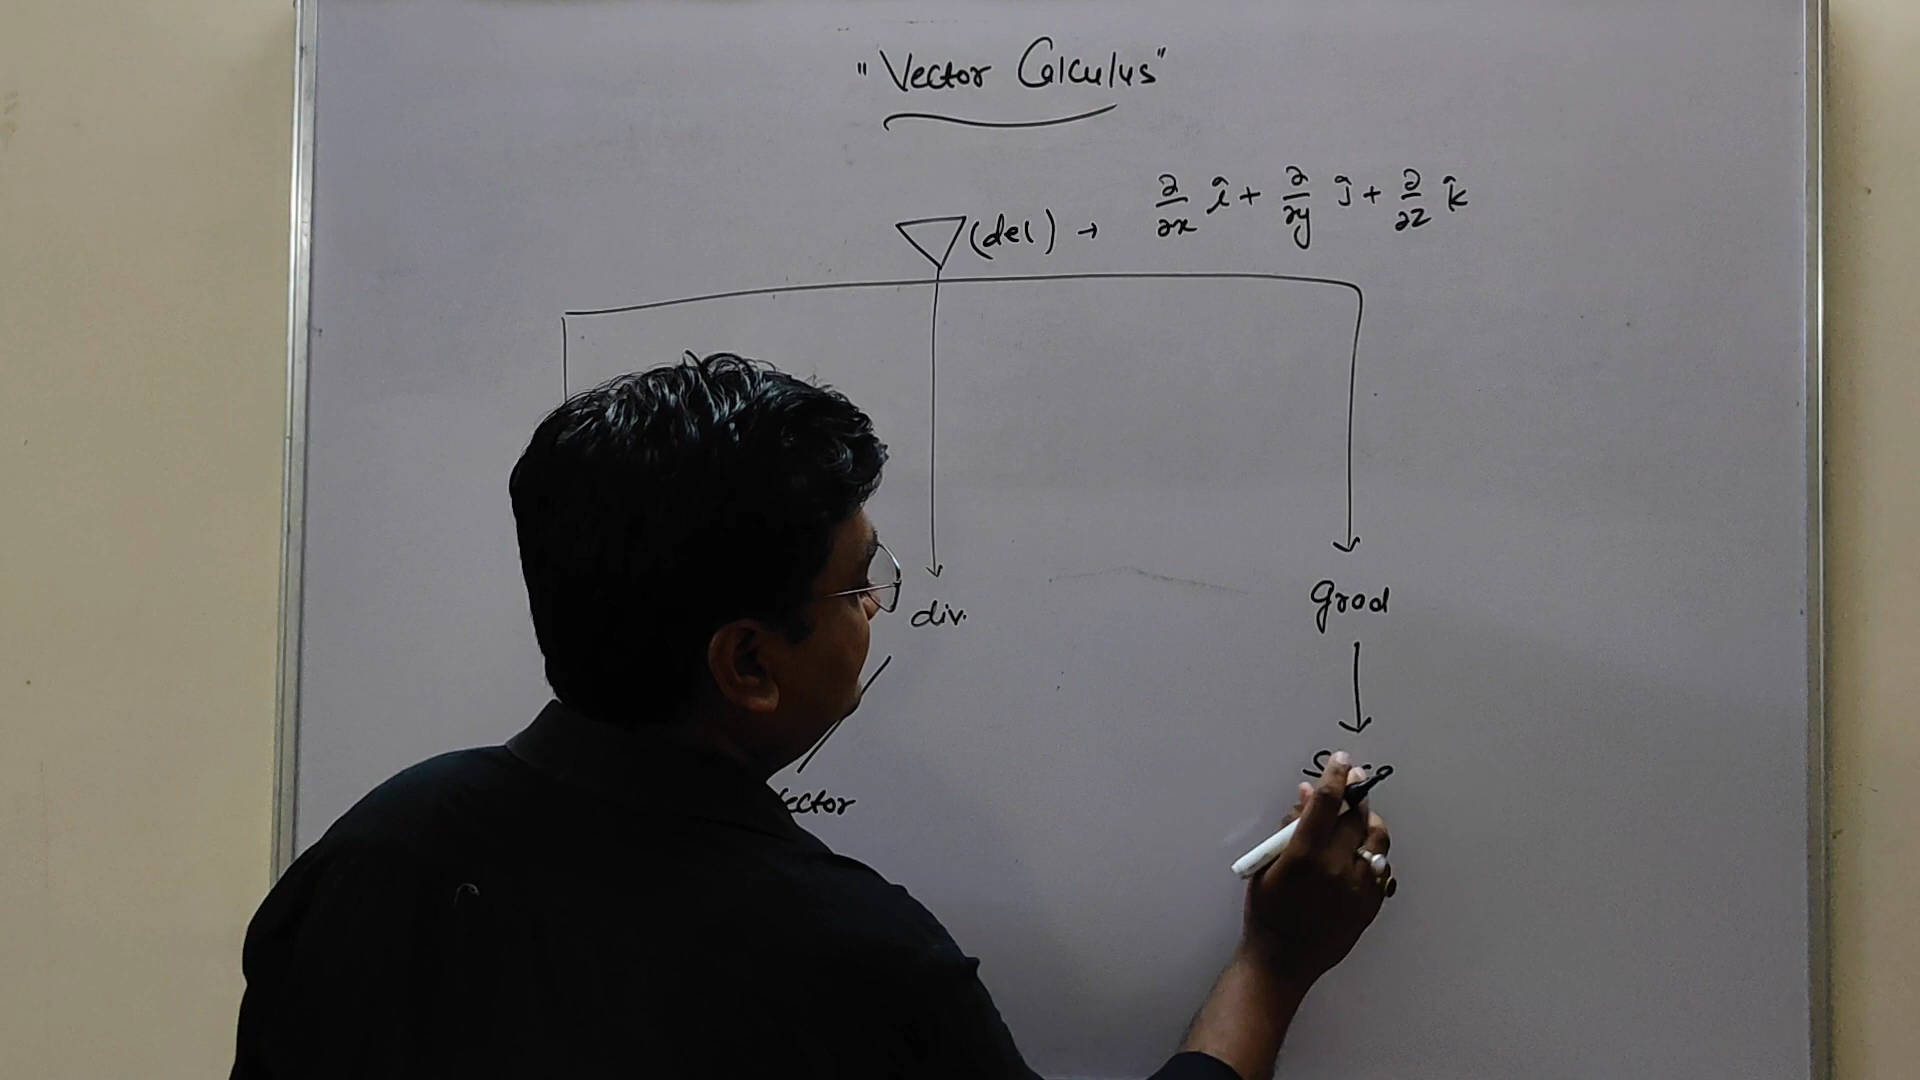 "Vector Calculus"
∇ (del) → ∂/∂x î + ∂/∂y ĵ + ∂/∂z k̂
div.
grad